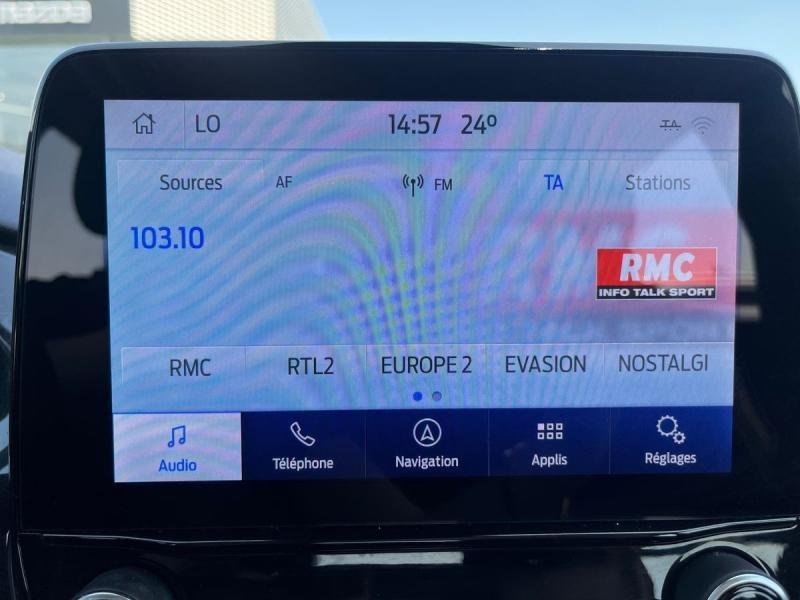 LO 14:57 24° TA
Sources AF FM TA Stations
103.10
RMC
INFO TALK SPORT
RMC RTL2 EUROPE 2 EVASION NOSTALGI
Audio Téléphone Navigation Applis Réglages